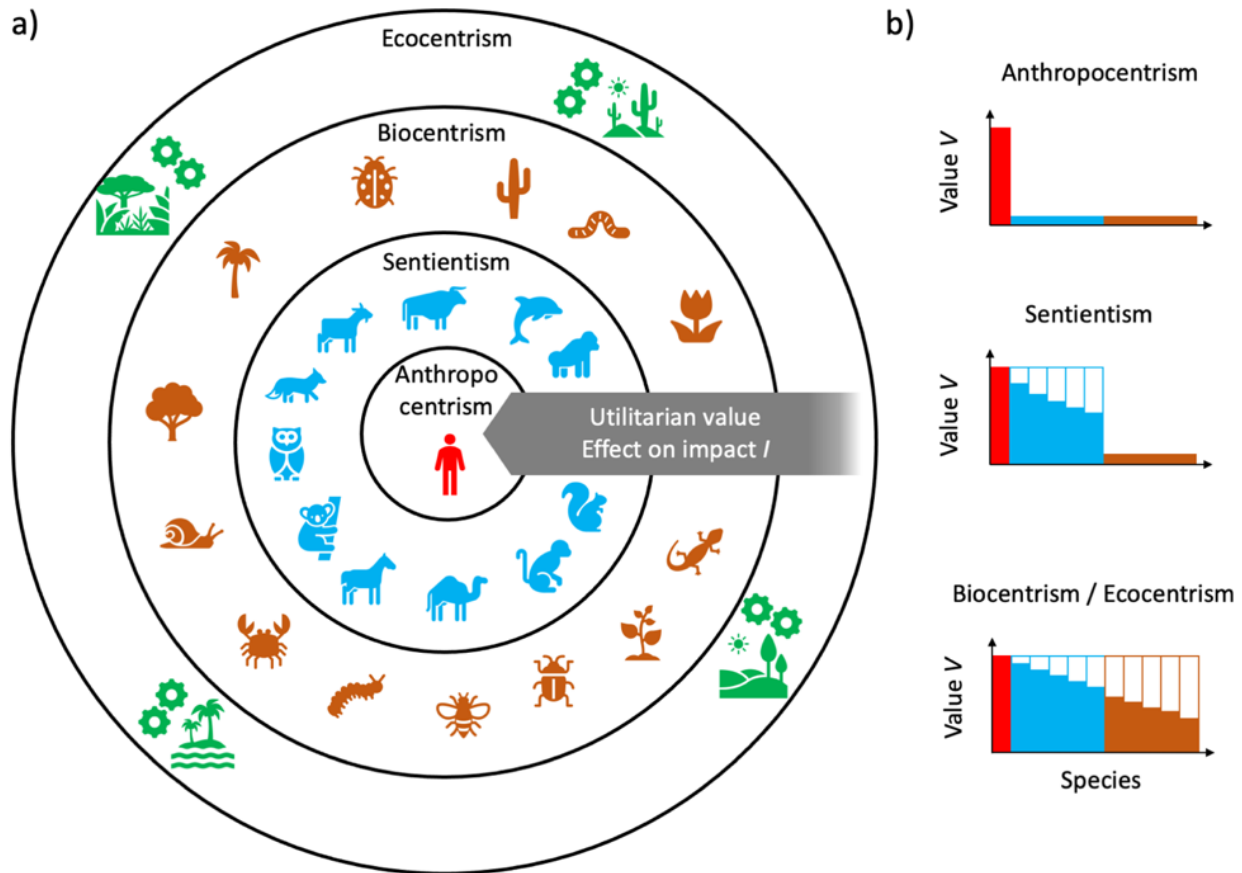 a)
Ecocentrism
Biocentrism
Sentientism
Anthropo
centrism
Utilitarian value
Effect on impact I
b)
Anthropocentrism
Value V
Sentientism
Value V
Biocentrism / Ecocentrism
Value V
Species